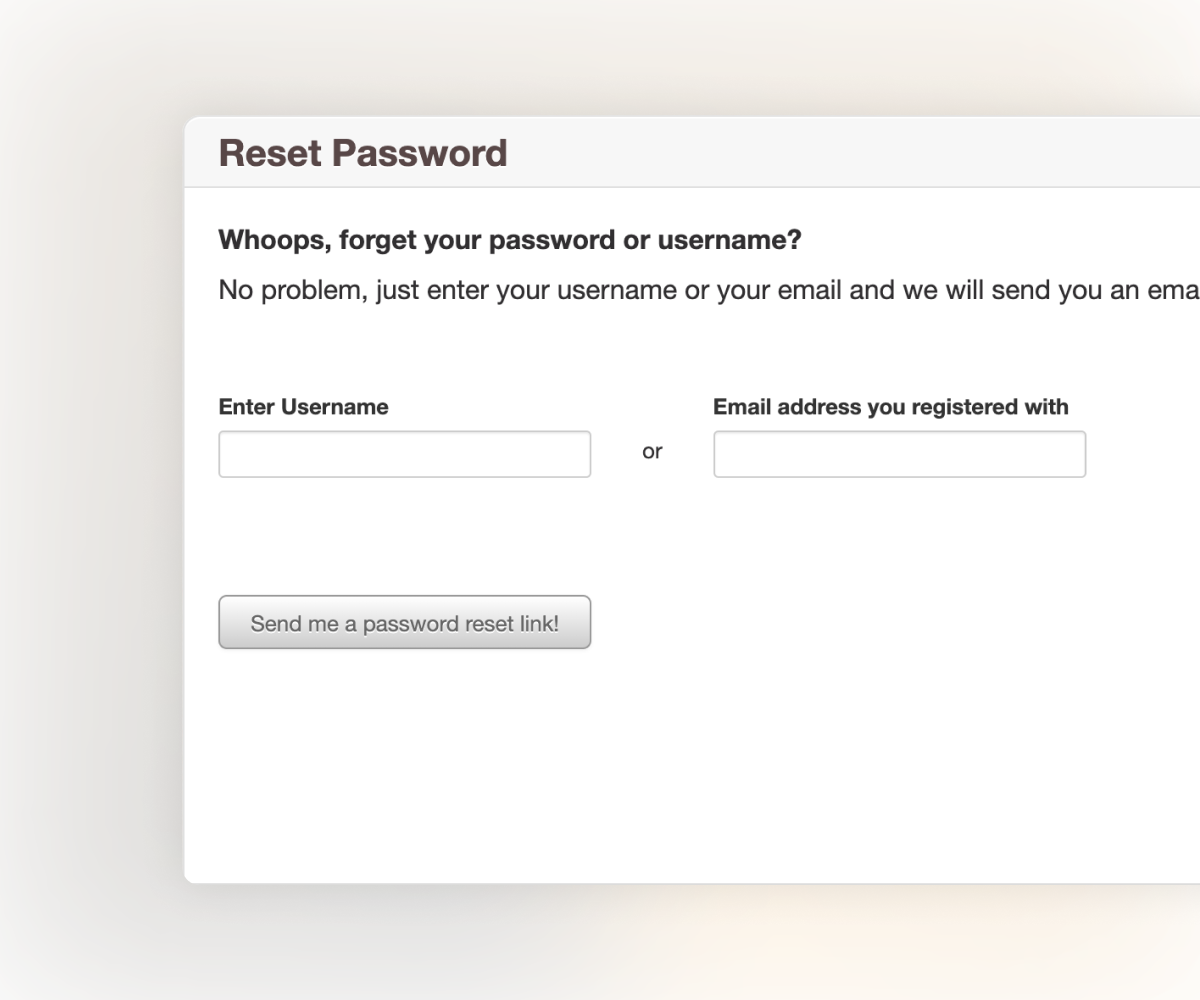 Reset Password
Whoops, forget your password or username?
No problem, just enter your username or your email and we will send you an
Enter Username
Email address you registered with
or
Send me a password reset link!